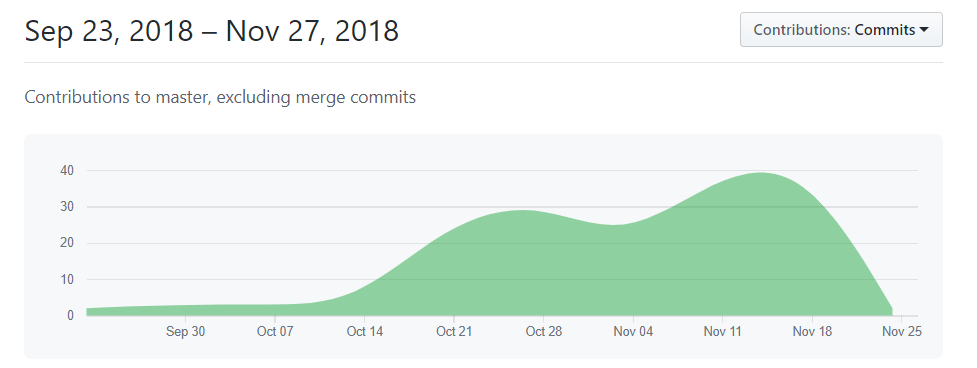 Sep 23, 2018 – Nov 27, 2018
Contributions: Commits
Contributions to master, excluding merge commits
40
30
20
10
0
Sep 30 Oct 07 Oct 14 Oct 21 Oct 28 Nov 04 Nov 11 Nov 18 Nov 25